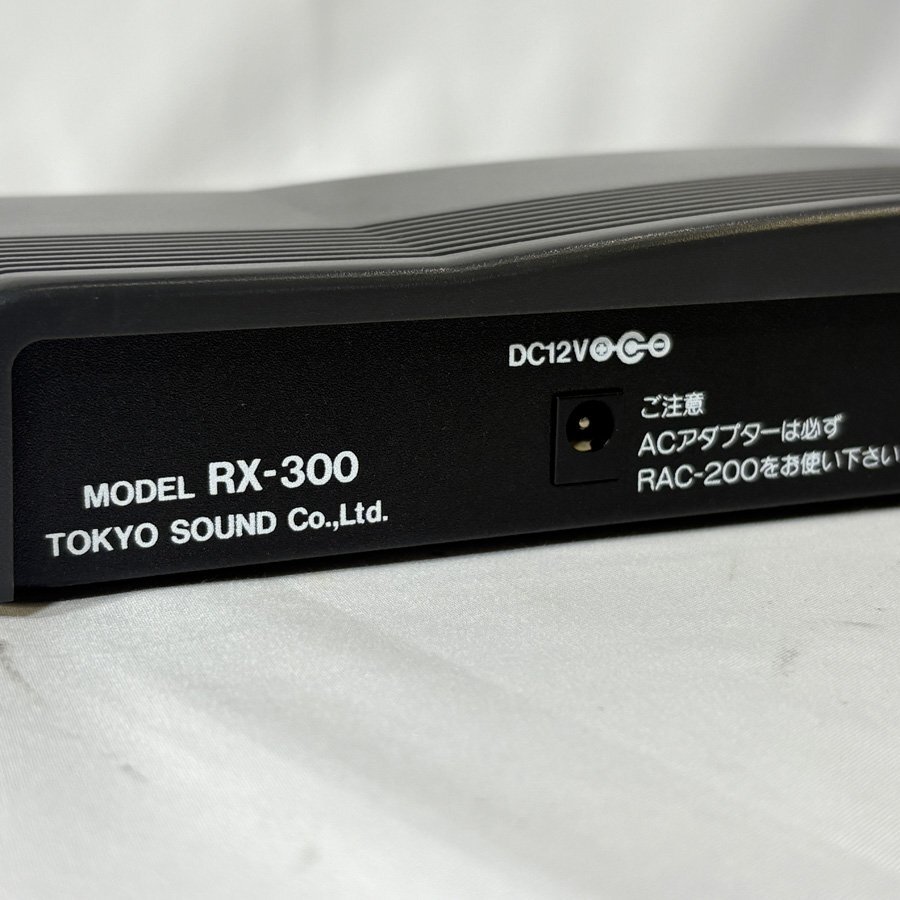 DC12V
ご注意
ACアダプターは必ず
RAC-200をお使い下さい
MODEL RX-300
TOKYO SOUND Co.,Ltd.